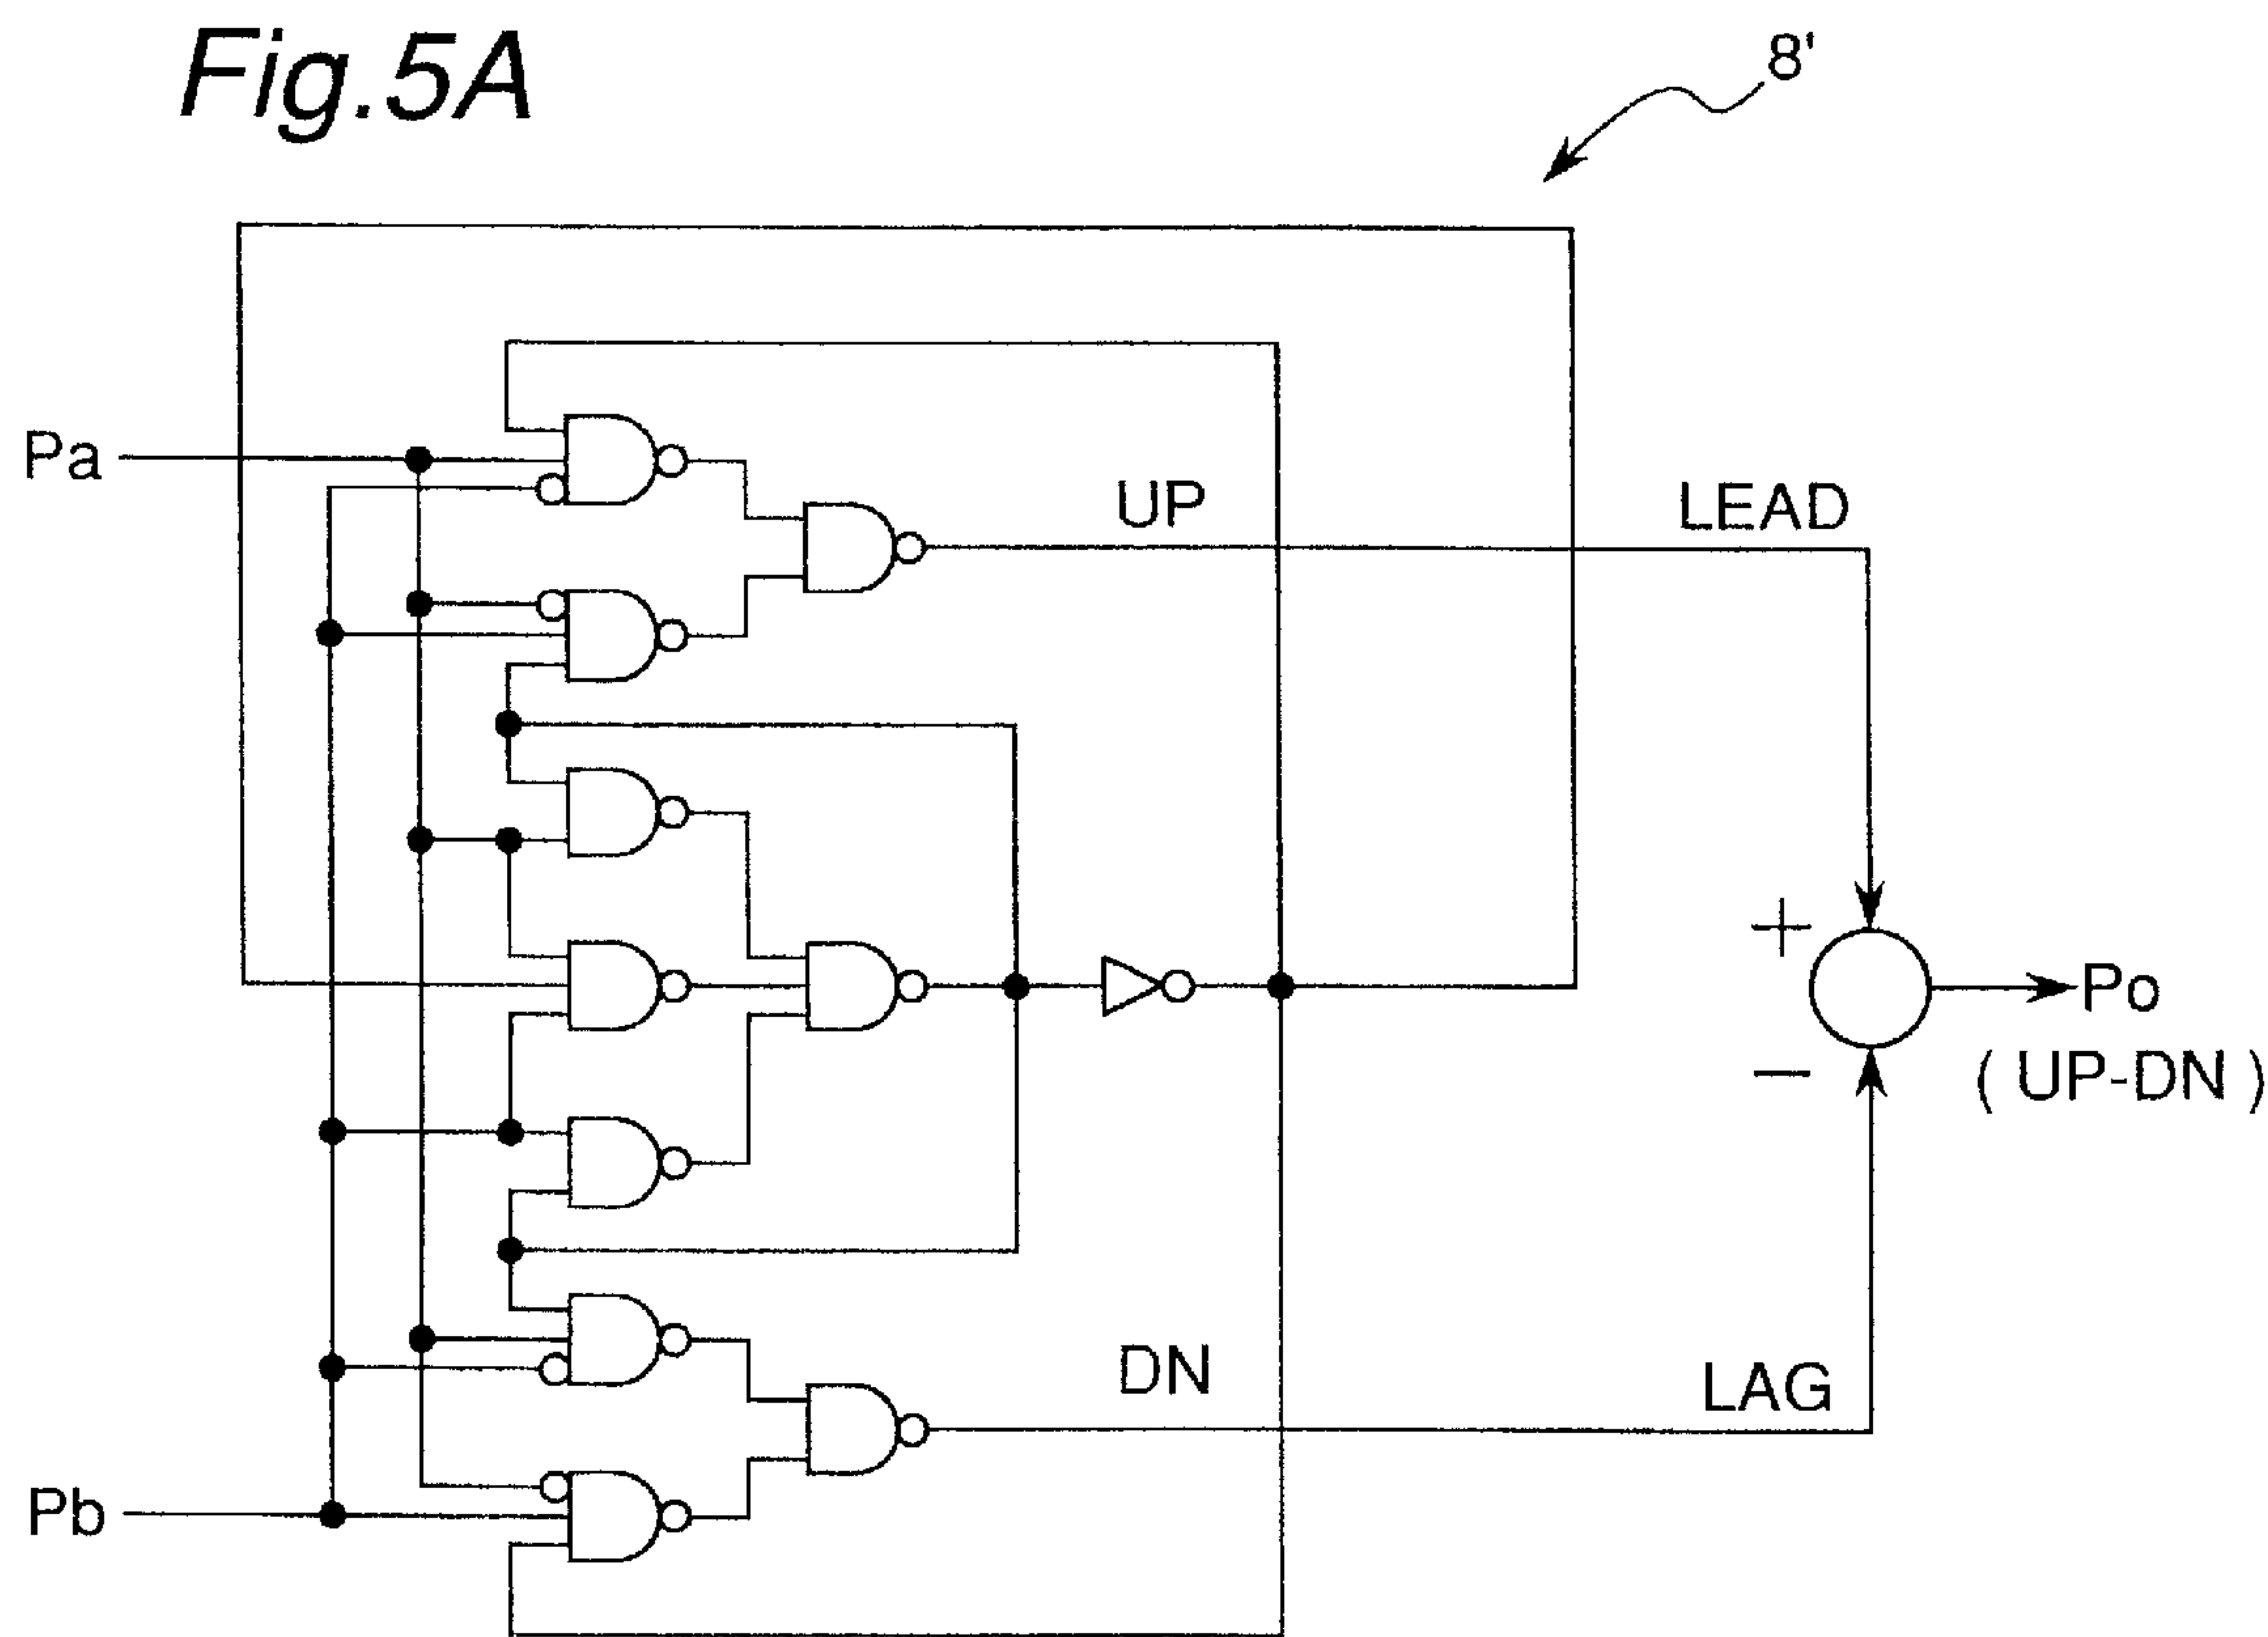 Fig.5A
8'
Pa
UP
LEAD
+
Po
−
( UP-DN )
DN
LAG
Pb